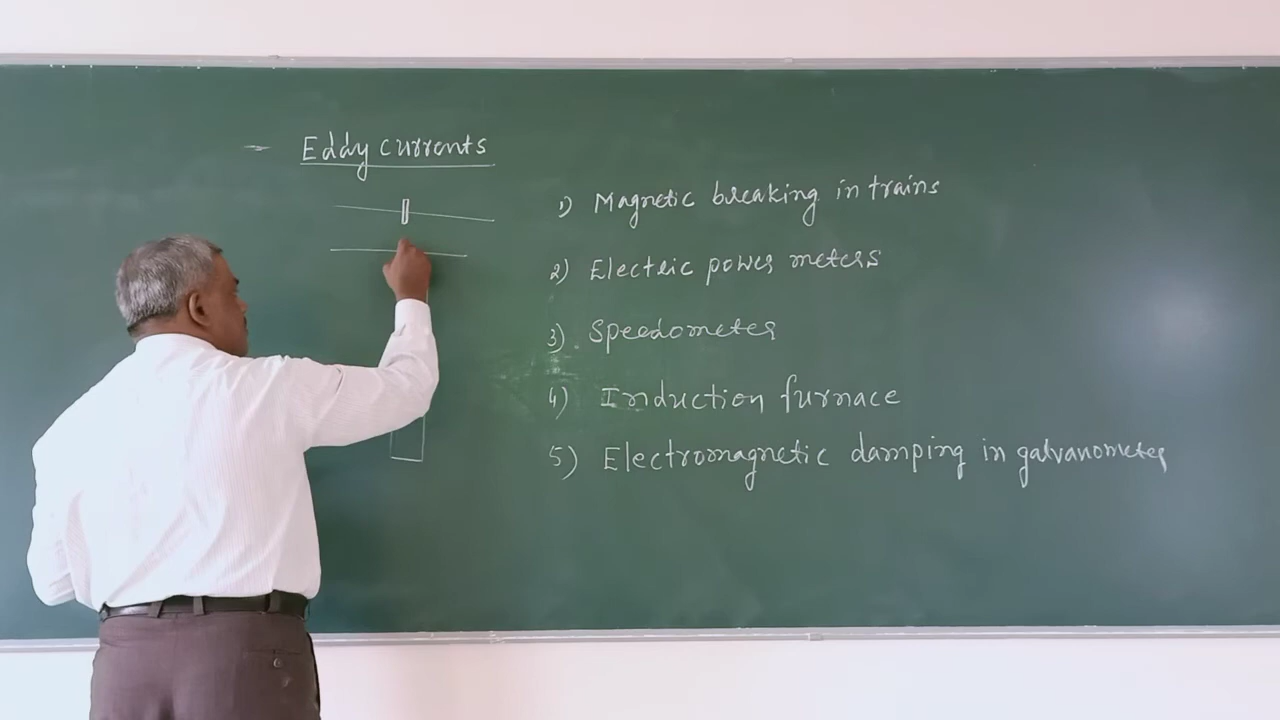 Eddy currents
1) Magnetic breaking in trains
2) Electric power meters
3) Speedometer
4) Induction furnace
5) Electromagnetic damping in galvanometer